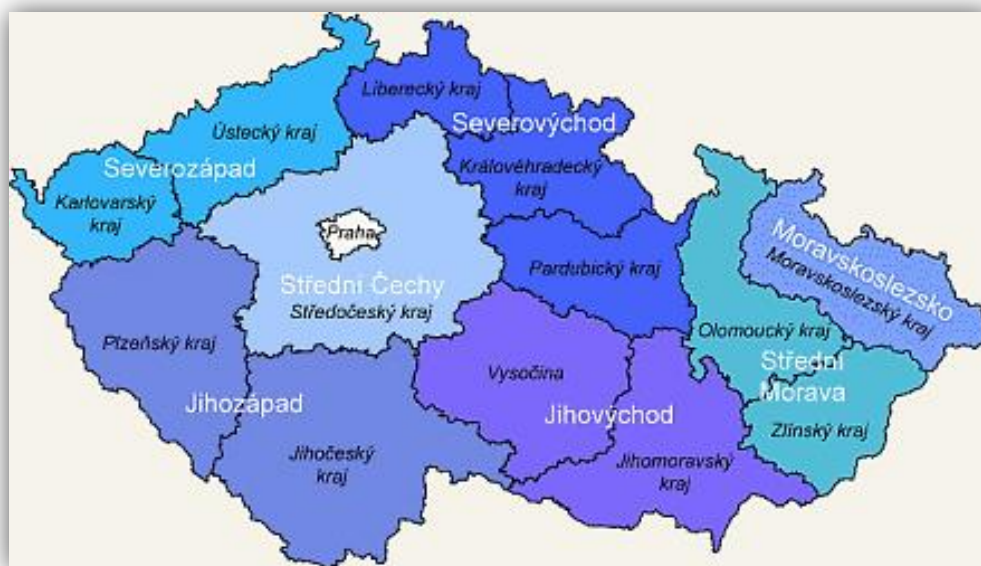 Liberecký kraj
Ústecký kraj
Severovýchod
Severozápad
Královéhradecký
kraj
Karlovarský
kraj
Praha
Moravskoslezsko
Moravskoslezský kraj
Pardubický kraj
Střední Čechy
Středočeský kraj
Olomoucký kraj
Plzeňský kraj
Střední
Morava
Vysočina
Jihozápad
Jihovýchod
Zlínský kraj
Jihočeský
kraj
Jihomoravský
kraj